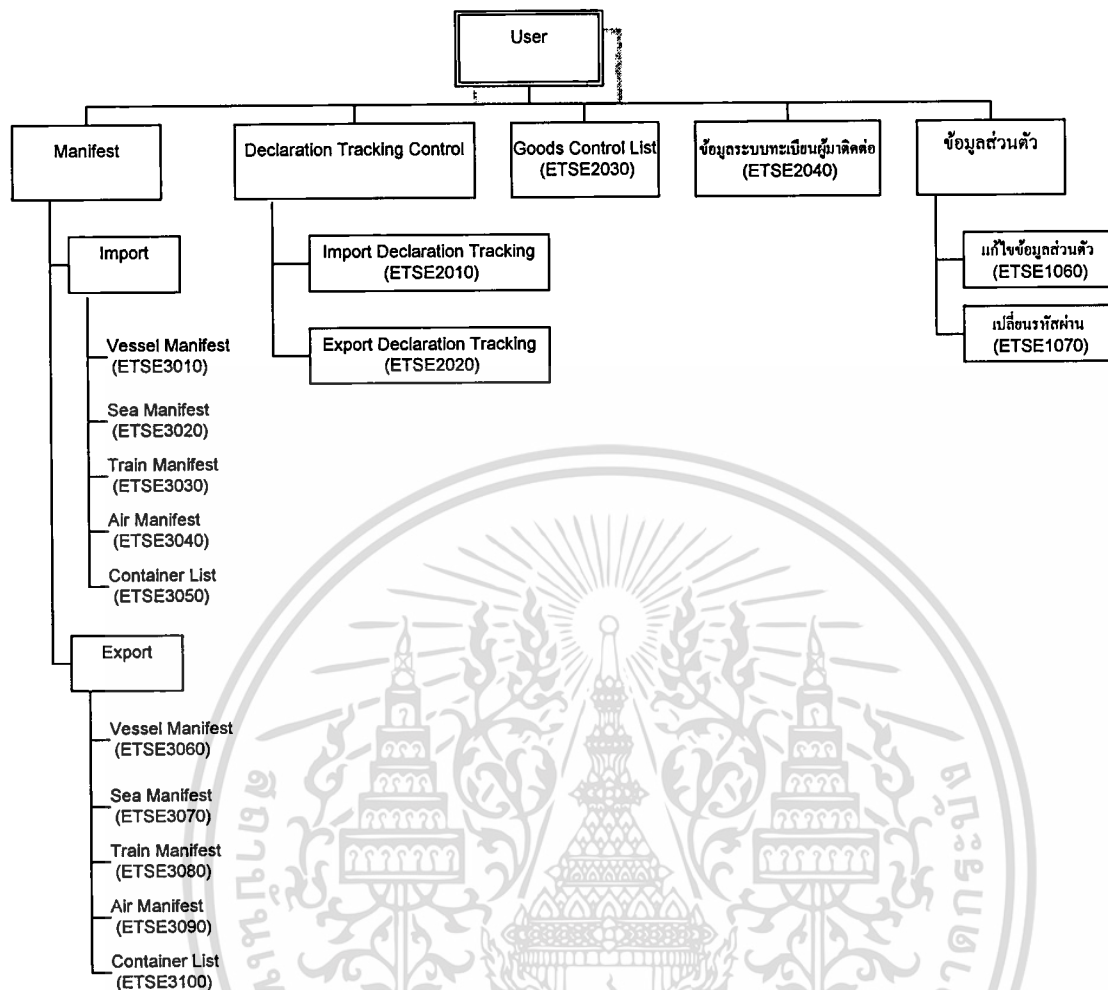 User
Manifest
Declaration Tracking Control
Goods Control List
(ETSE2030)
ข้อมูลระบบทะเบียนผู้มาติดต่อ
(ETSE2040)
ข้อมูลส่วนตัว
Import
Import Declaration Tracking
(ETSE2010)
แก้ไขข้อมูลส่วนตัว
(ETSE1060)
เปลี่ยนรหัสผ่าน
(ETSE1070)
Export Declaration Tracking
(ETSE2020)
Vessel Manifest
(ETSE3010)
Sea Manifest
(ETSE3020)
Train Manifest
(ETSE3030)
Air Manifest
(ETSE3040)
Container List
(ETSE3050)
Export
Vessel Manifest
(ETSE3060)
Sea Manifest
(ETSE3070)
Train Manifest
(ETSE3080)
Air Manifest
(ETSE3090)
Container List
(ETSE3100)